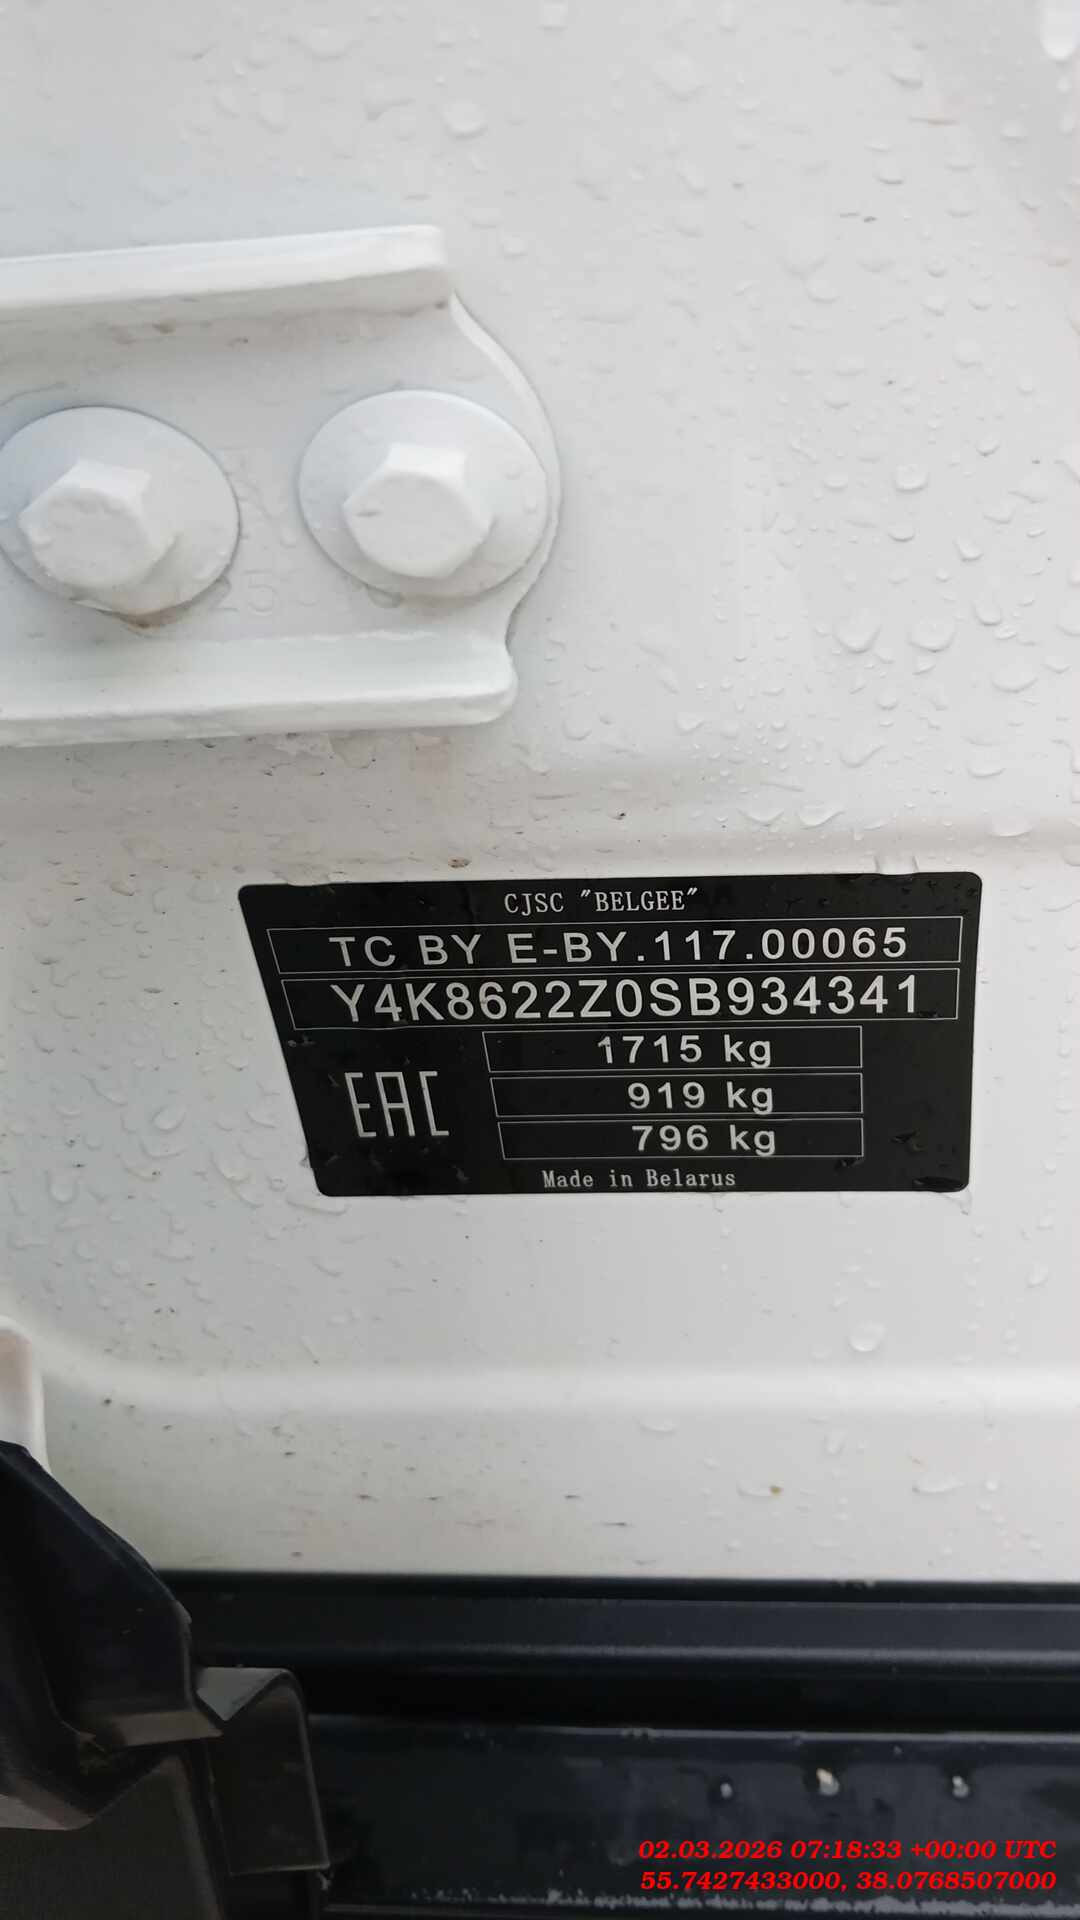 CJSC "BELGEE"
TC BY E-BY.117.00065
Y4K8622Z0SB934341
1715 kg
EAC
919 kg
796 kg
Made in Belarus
02.03.2026 07:18:33 +00:00 UTC
55.7427433000, 38.0768507000